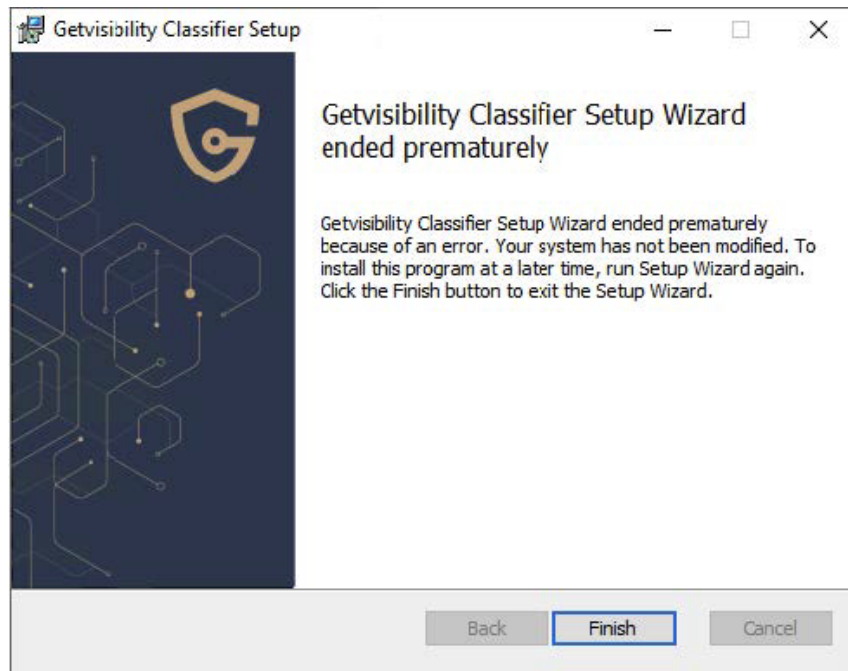 Getvisibility Classifier Setup
Getvisibility Classifier Setup Wizard
ended prematurely
Getvisibility Classifier Setup Wizard ended prematurely
because of an error. Your system has not been modified. To
install this program at a later time, run Setup Wizard again.
Click the Finish button to exit the Setup Wizard.
Back
Finish
Cancel